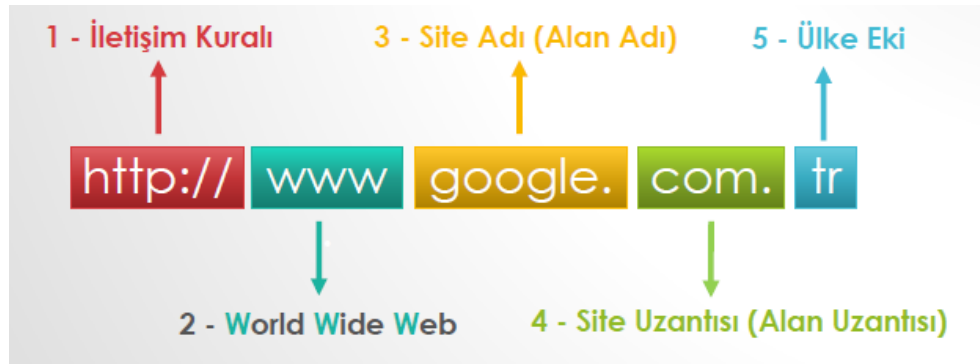 1 - İletişim Kuralı 3 - Site Adı (Alan Adı) 5 - Ülke Eki
http:// www google. com. tr
2 - World Wide Web 4 - Site Uzantısı (Alan Uzantısı)